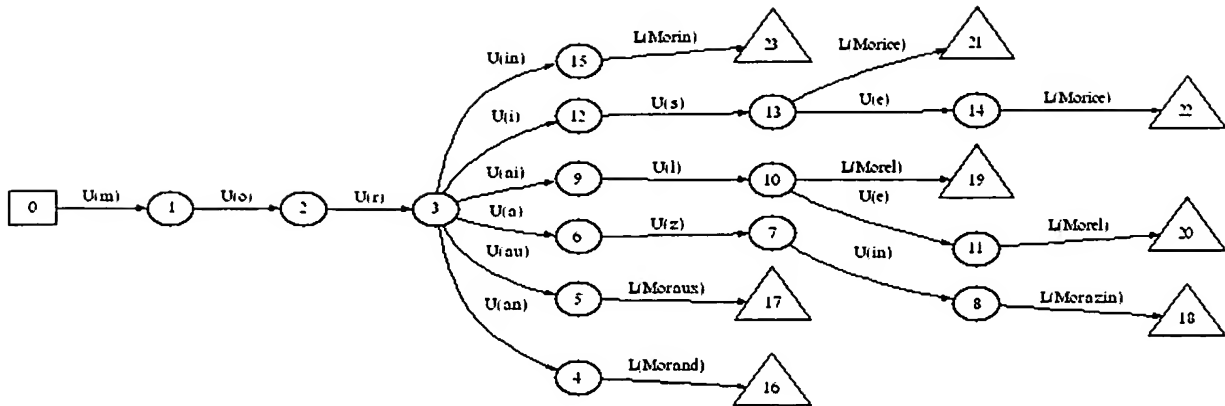 L(Morin)
23
U(in)
15
L(Morice)
21
U(i)
12
U(s)
13
U(e)
14
L(Morice)
22
U(ai)
9
U(l)
10
L(Morel)
19
0
U(m)
1
U(o)
2
U(r)
3
U(a)
6
U(z)
7
U(e)
11
L(Morel)
20
U(au)
5
L(Moraux)
17
U(in)
8
L(Morazin)
18
U(an)
4
L(Morand)
16